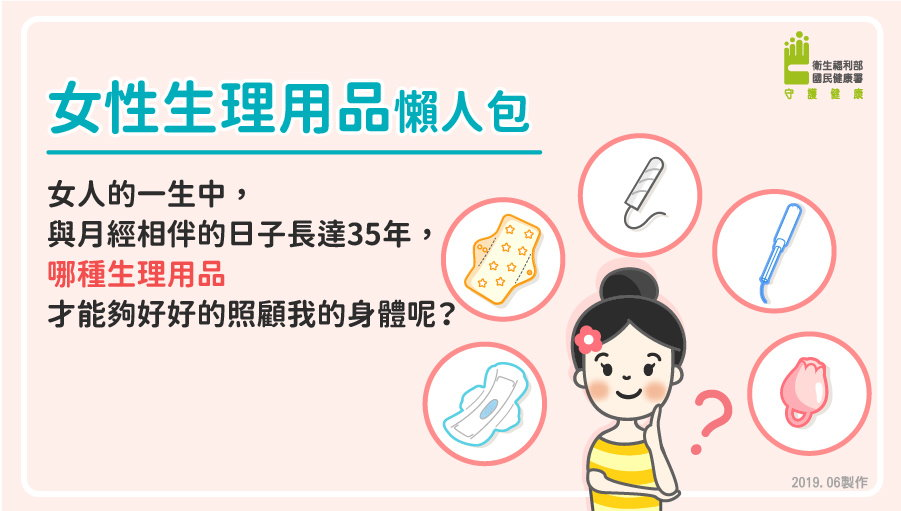 衛生福利部
國民健康署
守護健康
女性生理用品懶人包
女人的一生中，
與月經相伴的日子長達35年，
哪種生理用品
才能夠好好的照顧我的身體呢？
2019.06製作